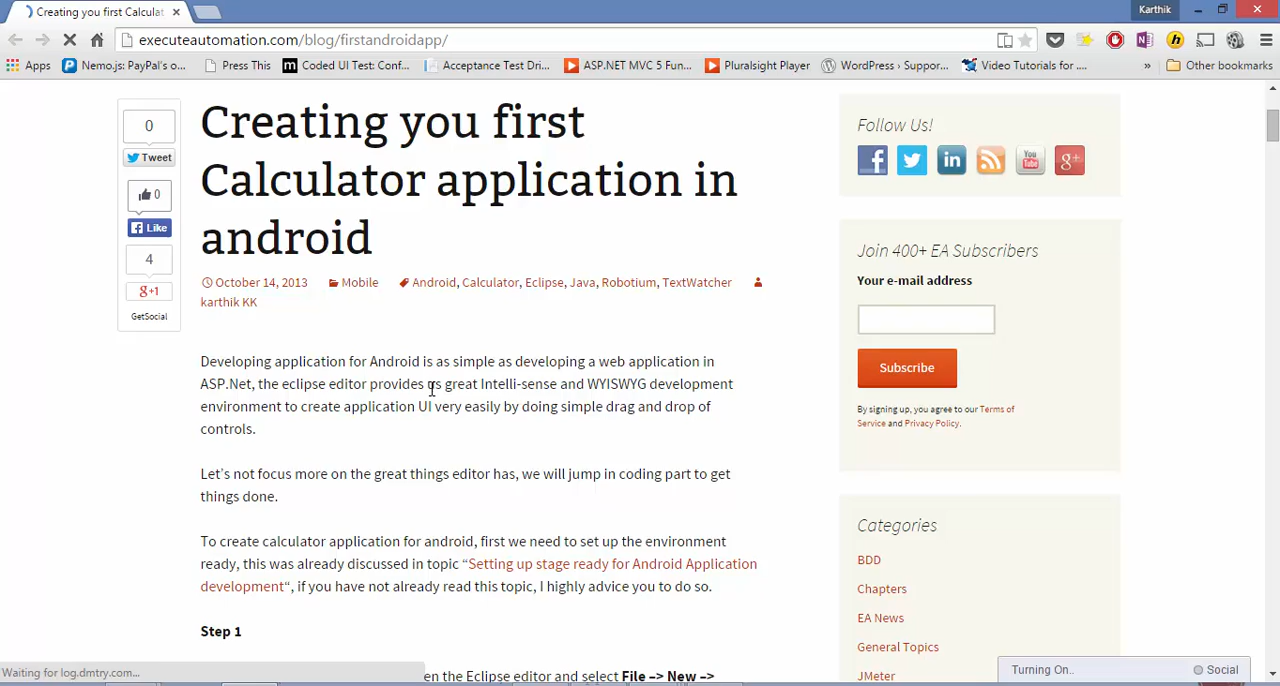 Creating you first Calculat
Karthik
executeautomation.com/blog/firstandroidapp/
Apps
Nemo.js: PayPal's o...
Press This
Coded UI Test: Conf...
Acceptance Test Dri...
ASP.NET MVC 5 Fun...
Pluralsight Player
WordPress › Suppor...
Video Tutorials for ....
»
Other bookmarks
0
Tweet
0
Like
4
g+1
GetSocial
Creating you first
Calculator application in
android
October 14, 2013 Mobile Android, Calculator, Eclipse, Java, Robotium, TextWatcher
karthik KK
Developing application for Android is as simple as developing a web application in
ASP.Net, the eclipse editor provides us great Intelli-sense and WYISWYG development
environment to create application UI very easily by doing simple drag and drop of
controls.
Let's not focus more on the great things editor has, we will jump in coding part to get
things done.
To create calculator application for android, first we need to set up the environment
ready, this was already discussed in topic “Setting up stage ready for Android Application
development“, if you have not already read this topic, I highly advice you to do so.
Step 1
en the Eclipse editor and select File –> New –>
Follow Us!
You Tube
g+
Join 400+ EA Subscribers
Your e-mail address
Subscribe
By signing up, you agree to our Terms of
Service and Privacy Policy.
Categories
BDD
Chapters
EA News
General Topics
JMeter
Waiting for log.dmtry.com...
Turning On..
Social